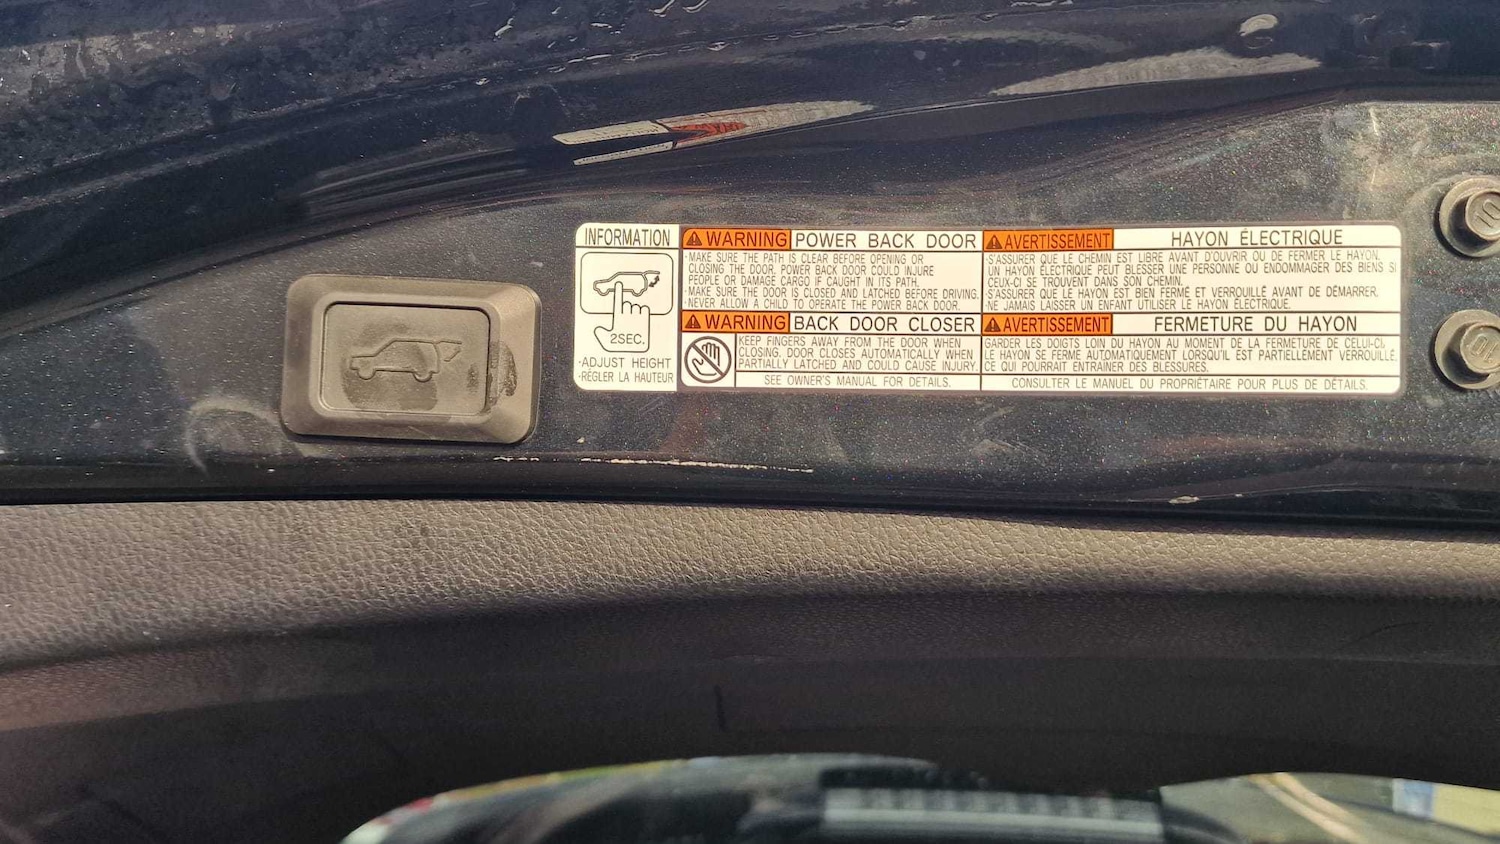 INFORMATION
2SEC.
·ADJUST HEIGHT
·RÉGLER LA HAUTEUR
WARNING POWER BACK DOOR
·MAKE SURE THE PATH IS CLEAR BEFORE OPENING OR
CLOSING THE DOOR. POWER BACK DOOR COULD INJURE
PEOPLE OR DAMAGE CARGO IF CAUGHT IN ITS PATH.
·MAKE SURE THE DOOR IS CLOSED AND LATCHED BEFORE DRIVING.
·NEVER ALLOW A CHILD TO OPERATE THE POWER BACK DOOR.
WARNING BACK DOOR CLOSER
KEEP FINGERS AWAY FROM THE DOOR WHEN
CLOSING. DOOR CLOSES AUTOMATICALLY WHEN
PARTIALLY LATCHED AND COULD CAUSE INJURY.
SEE OWNER'S MANUAL FOR DETAILS.
AVERTISSEMENT HAYON ÉLECTRIQUE
·S'ASSURER QUE LE CHEMIN EST LIBRE AVANT D'OUVRIR OU DE FERMER LE HAYON.
UN HAYON ÉLECTRIQUE PEUT BLESSER UNE PERSONNE OU ENDOMMAGER DES BIENS SI
CEUX-CI SE TROUVENT DANS SON CHEMIN.
·S'ASSURER QUE LE HAYON EST BIEN FERMÉ ET VERROUILLÉ AVANT DE DÉMARRER.
·NE JAMAIS LAISSER UN ENFANT UTILISER LE HAYON ÉLECTRIQUE.
AVERTISSEMENT FERMETURE DU HAYON
GARDER LES DOIGTS LOIN DU HAYON AU MOMENT DE LA FERMETURE DE CELUI-CI.
LE HAYON SE FERME AUTOMATIQUEMENT LORSQU'IL EST PARTIELLEMENT VERROUILLÉ,
CE QUI POURRAIT ENTRAÎNER DES BLESSURES.
CONSULTER LE MANUEL DU PROPRIÉTAIRE POUR PLUS DE DÉTAILS.